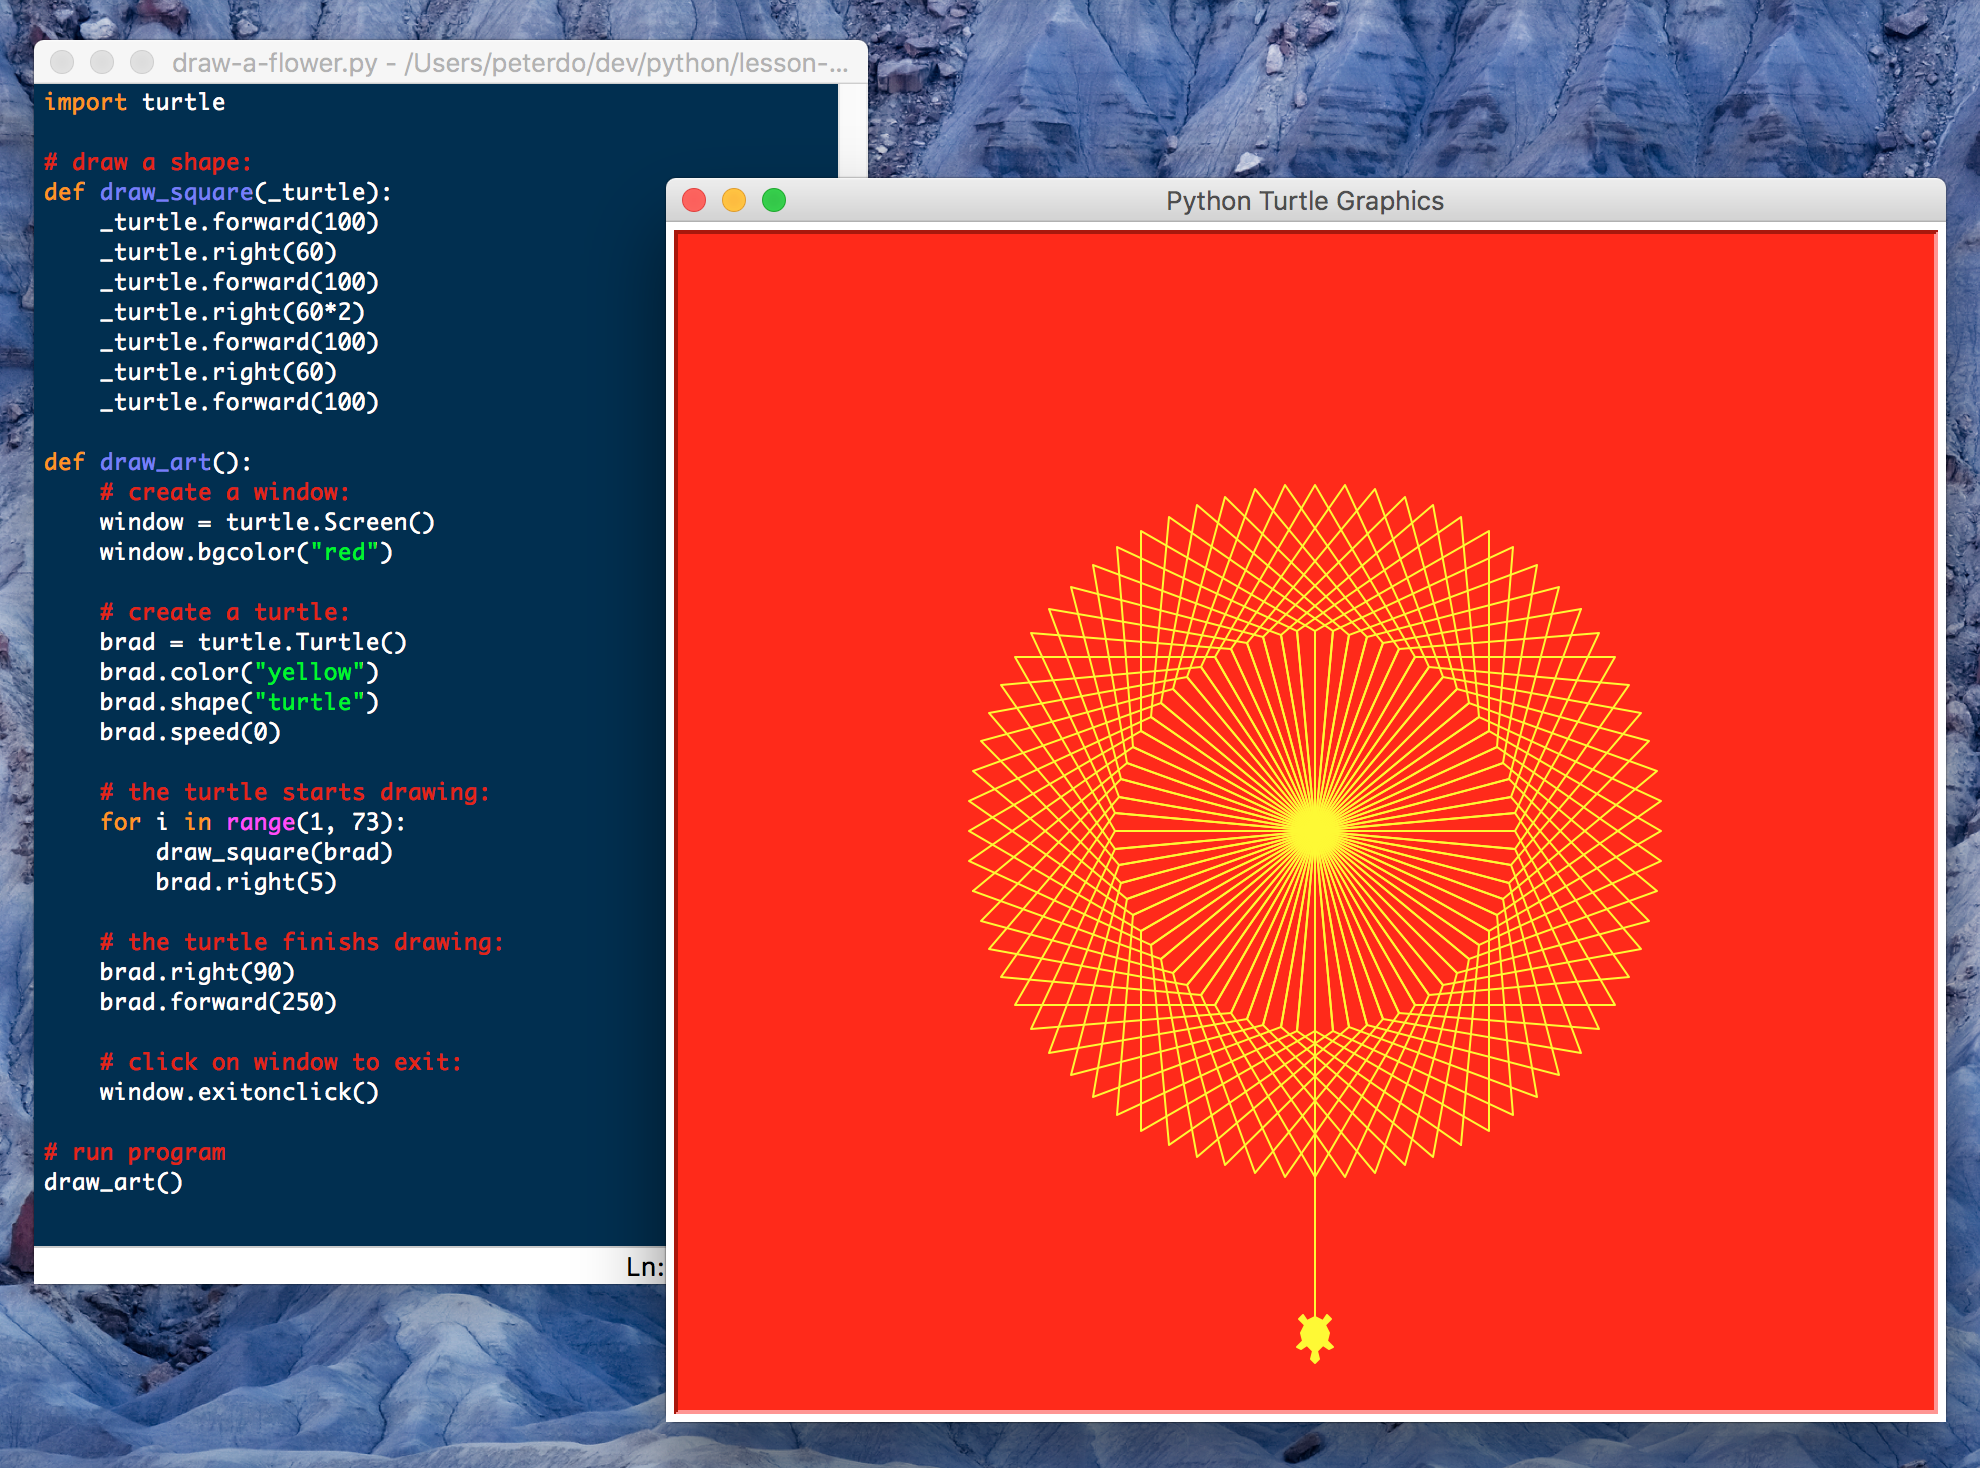 draw-a-flower.py - /Users/peterdo/dev/python/lesson-...
import turtle
# draw a shape:
def draw_square(_turtle):
    _turtle.forward(100)
    _turtle.right(60)
    _turtle.forward(100)
    _turtle.right(60*2)
    _turtle.forward(100)
    _turtle.right(60)
    _turtle.forward(100)
def draw_art():
    # create a window:
    window = turtle.Screen()
    window.bgcolor("red")
    # create a turtle:
    brad = turtle.Turtle()
    brad.color("yellow")
    brad.shape("turtle")
    brad.speed(0)
    # the turtle starts drawing:
    for i in range(1, 73):
        draw_square(brad)
        brad.right(5)
    # the turtle finishs drawing:
    brad.right(90)
    brad.forward(250)
    # click on window to exit:
    window.exitonclick()
# run program
draw_art()
Ln:
Python Turtle Graphics